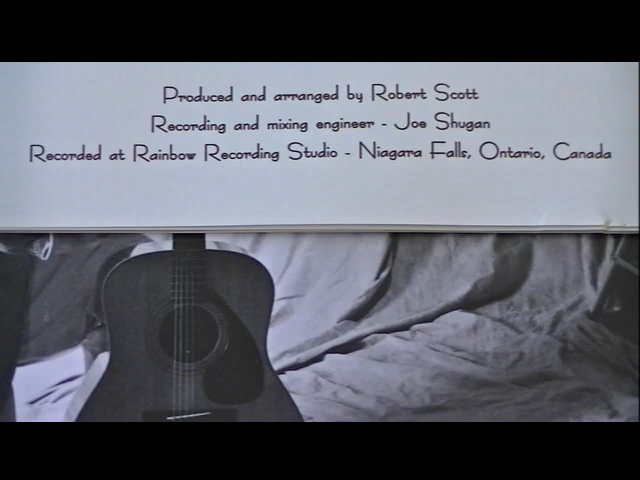 Produced and arranged by Robert Scott
Recording and mixing engineer - Joe Shugan
Recorded at Rainbow Recording Studio - Niagara Falls, Ontario, Canada